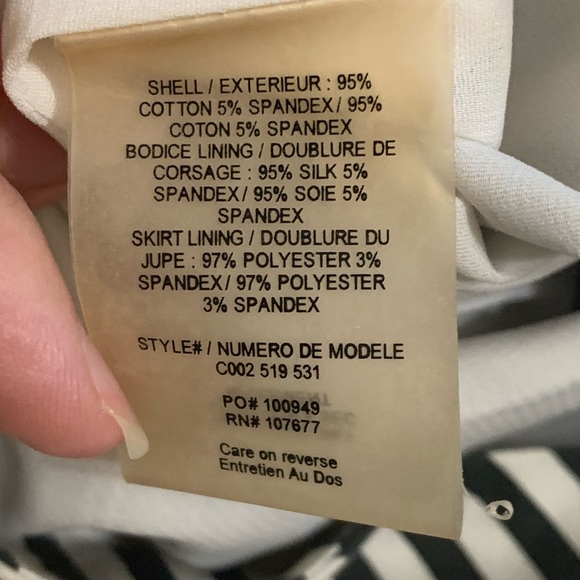 SHELL / EXTERIEUR : 95%
COTTON 5% SPANDEX/ 95%
COTON 5% SPANDEX
BODICE LINING / DOUBLURE DE
CORSAGE : 95% SILK 5%
SPANDEX/ 95% SOIE 5%
SPANDEX
SKIRT LINING / DOUBLURE DU
JUPE : 97% POLYESTER 3%
SPANDEX/ 97% POLYESTER
3% SPANDEX
STYLE# / NUMERO DE MODELE
C002 519 531
PO# 100949
RN# 107677
Care on reverse
Entretien Au Dos